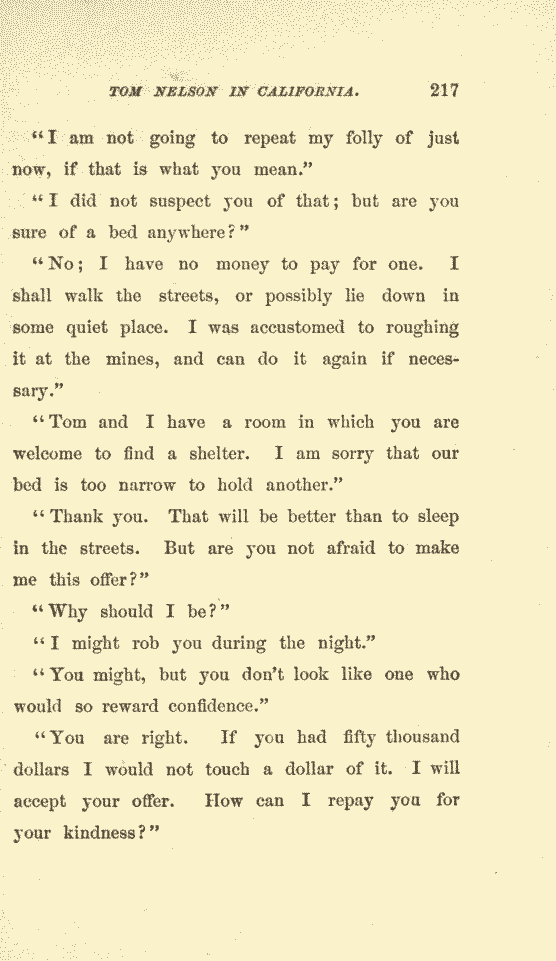 TOM NELSON IN CALIFORNIA. 217
“I am not going to repeat my folly of just
now, if that is what you mean.”
“I did not suspect you of that; but are you
sure of a bed anywhere?”
“No; I have no money to pay for one. I
shall walk the streets, or possibly lie down in
some quiet place. I was accustomed to roughing
it at the mines, and can do it again if neces-
sary.”
“Tom and I have a room in which you are
welcome to find a shelter. I am sorry that our
bed is too narrow to hold another.”
“Thank you. That will be better than to sleep
in the streets. But are you not afraid to make
me this offer?”
“Why should I be?”
“I might rob you during the night.”
“You might, but you don’t look like one who
would so reward confidence.”
“You are right. If you had fifty thousand
dollars I would not touch a dollar of it. I will
accept your offer. How can I repay you for
your kindness?”